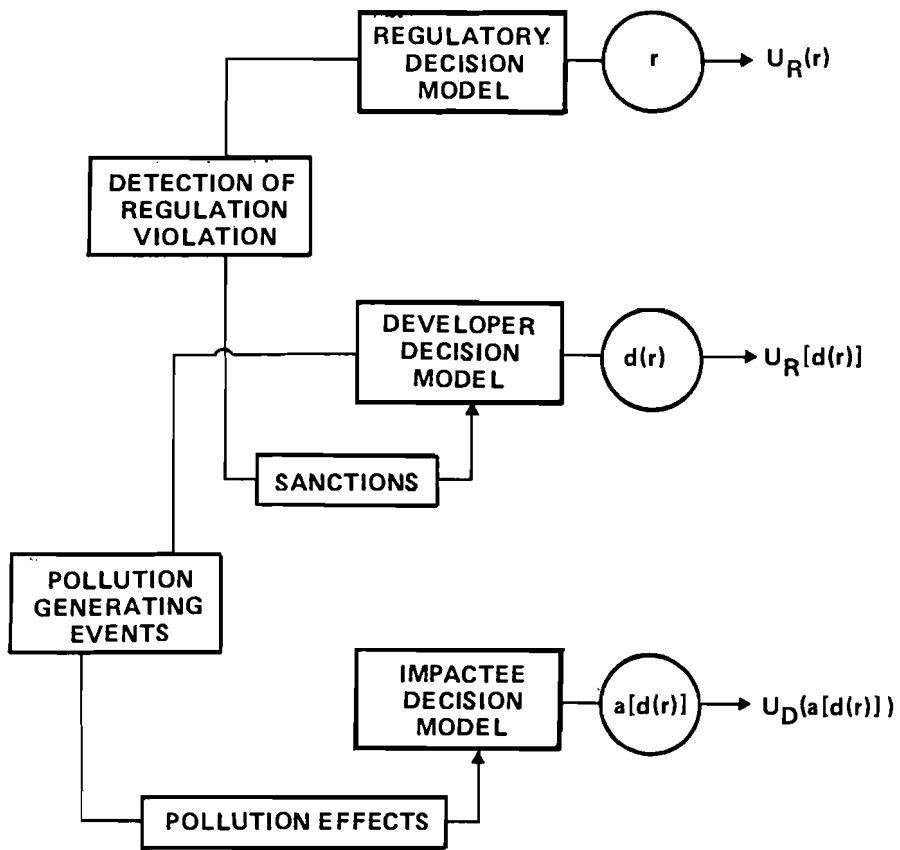 REGULATORY
DECISION
MODEL
r
U_R(r)
DETECTION OF
REGULATION
VIOLATION
DEVELOPER
DECISION
MODEL
d(r)
U_R[d(r)]
SANCTIONS
POLLUTION
GENERATING
EVENTS
IMPACTEE
DECISION
MODEL
a[d(r)]
U_D(a[d(r)])
POLLUTION EFFECTS